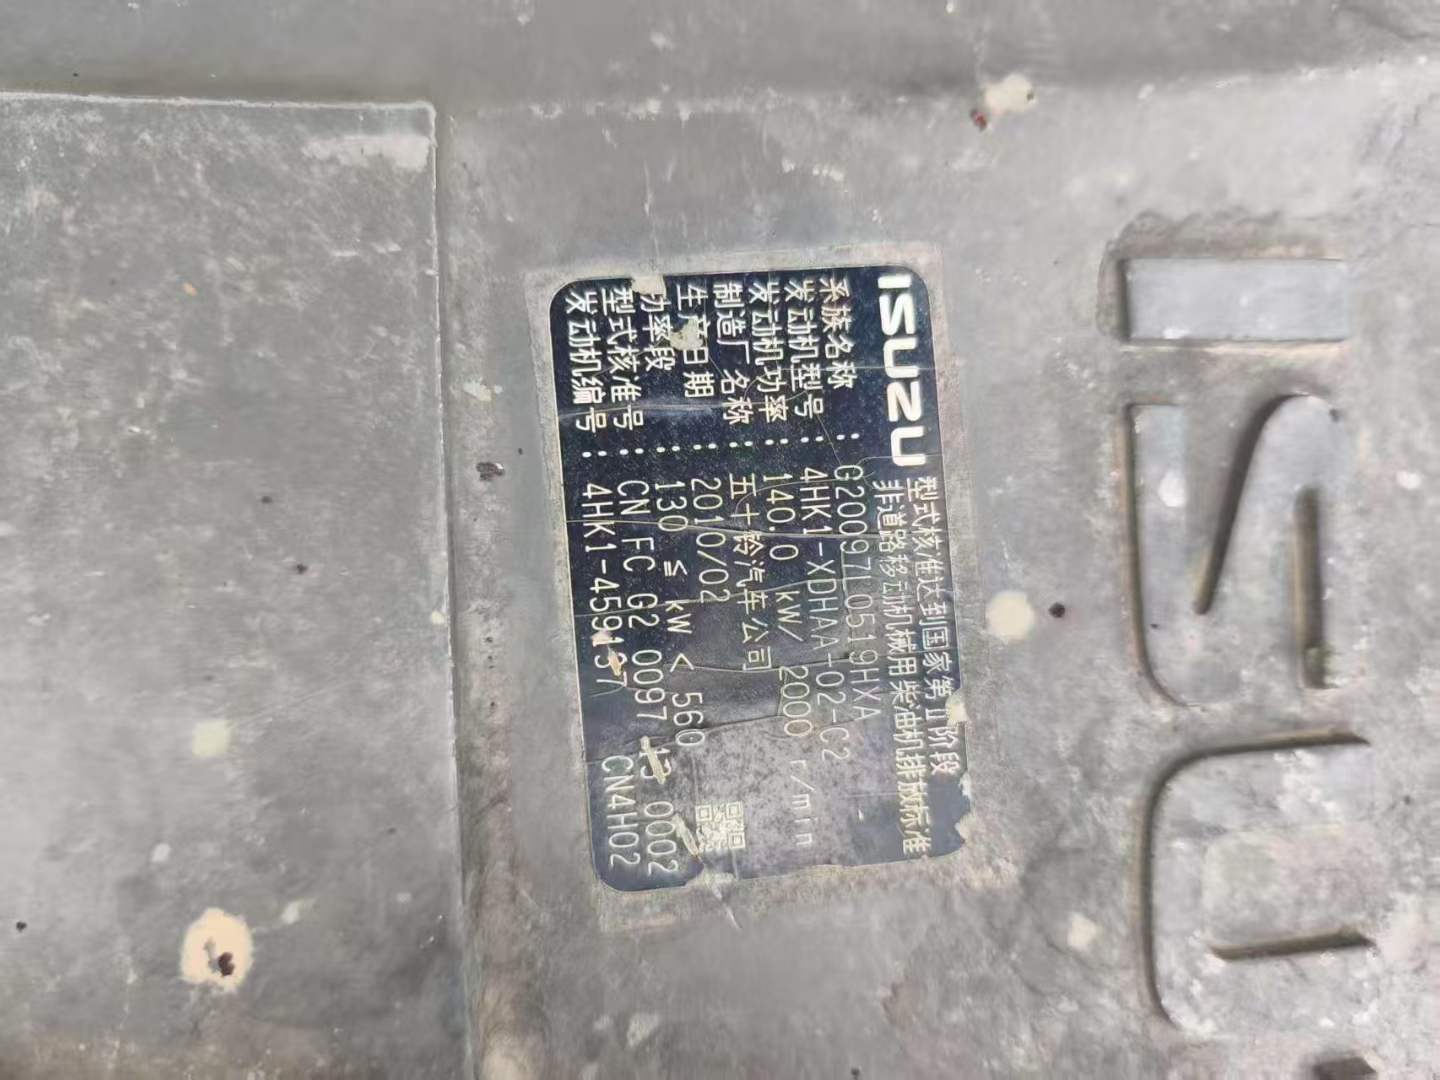 ISUZU
型式核准达到国家第Ⅱ阶段
非道路移动机械用柴油机排放标准
系族名称 : G20097L0519HXA
发动机型号 : 4HK1-XDHAA-02-C2
发动机功率 : 140.0 kW/ 2000 r/min
制造厂 名称 : 五十铃汽车公司
生产日期 : 2010/02
功率段 : 130 ≦ kW < 560
型式核准号 : CN FC G2 0097 13 0002
发动机编号 : 4HK1-459137 CN4H02